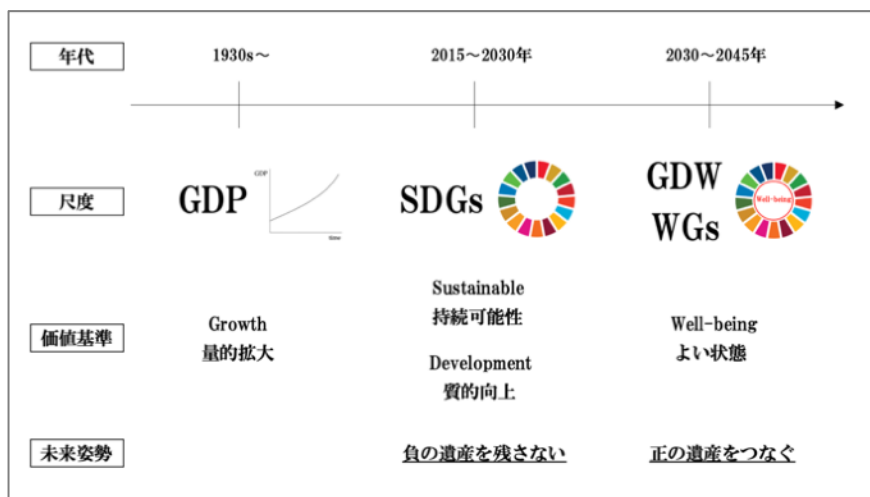 年代
1930s～
2015～2030年
2030～2045年
尺度
GDP
GDP
time
SDGs
GDW
WGs
Well-being
価値基準
Growth
量的拡大
Sustainable
持続可能性
Development
質的向上
Well-being
よい状態
未来姿勢
負の遺産を残さない
正の遺産をつなぐ